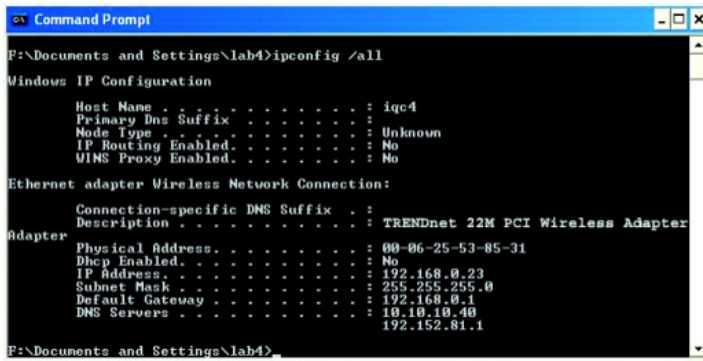 Command Prompt
F:\Documents and Settings\lab4>ipconfig /all
Windows IP Configuration
Host Name . . . . . . . . . . . . : iqc4
Primary Dns Suffix  . . . . . . . :
Node Type . . . . . . . . . . . . : Unknown
IP Routing Enabled. . . . . . . . : No
WINS Proxy Enabled. . . . . . . . : No
Ethernet adapter Wireless Network Connection:
Connection-specific DNS Suffix  . :
Description . . . . . . . . . . . : TRENDnet 22M PCI Wireless Adapter
Adapter
Physical Address. . . . . . . . . : 00-06-25-53-85-31
Dhcp Enabled. . . . . . . . . . . : No
IP Address. . . . . . . . . . . . : 192.168.0.23
Subnet Mask . . . . . . . . . . . : 255.255.255.0
Default Gateway . . . . . . . . . : 192.168.0.1
DNS Servers . . . . . . . . . . . : 10.10.10.40
192.152.81.1
F:\Documents and Settings\lab4>_